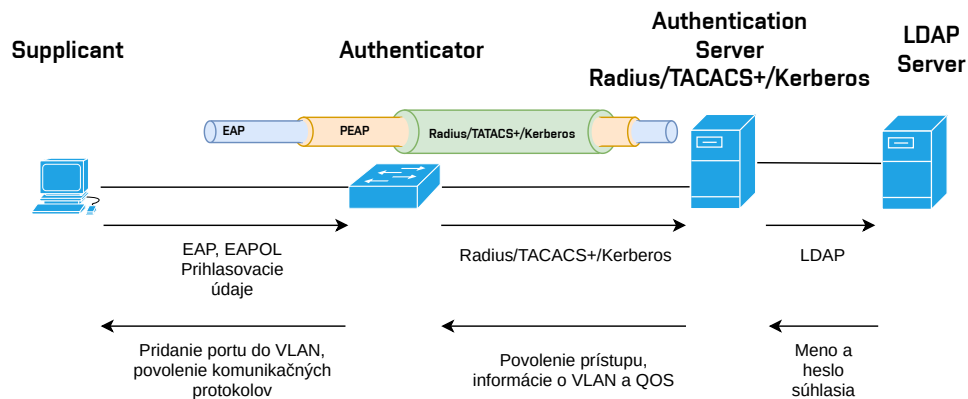 Supplicant
Authenticator
Authentication
Server
Radius/TACACS+/Kerberos
LDAP
Server
EAP
PEAP
Radius/TATACS+/Kerberos
EAP, EAPOL
Prihlasovacie
údaje
Radius/TACACS+/Kerberos
LDAP
Pridanie portu do VLAN,
povolenie komunikačných
protokolov
Povolenie prístupu,
informácie o VLAN a QOS
Meno a
heslo
súhlasia